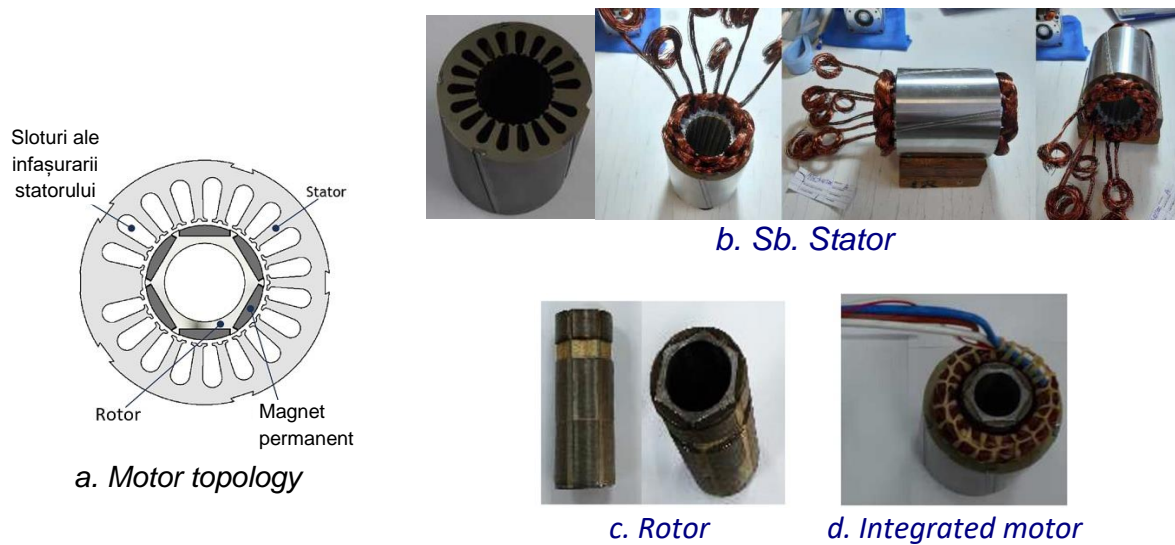 Sloturi ale
infașurarii
statorului
Stator
Rotor
Magnet
permanent
a. Motor topology
b. Sb. Stator
c. Rotor
d. Integrated motor